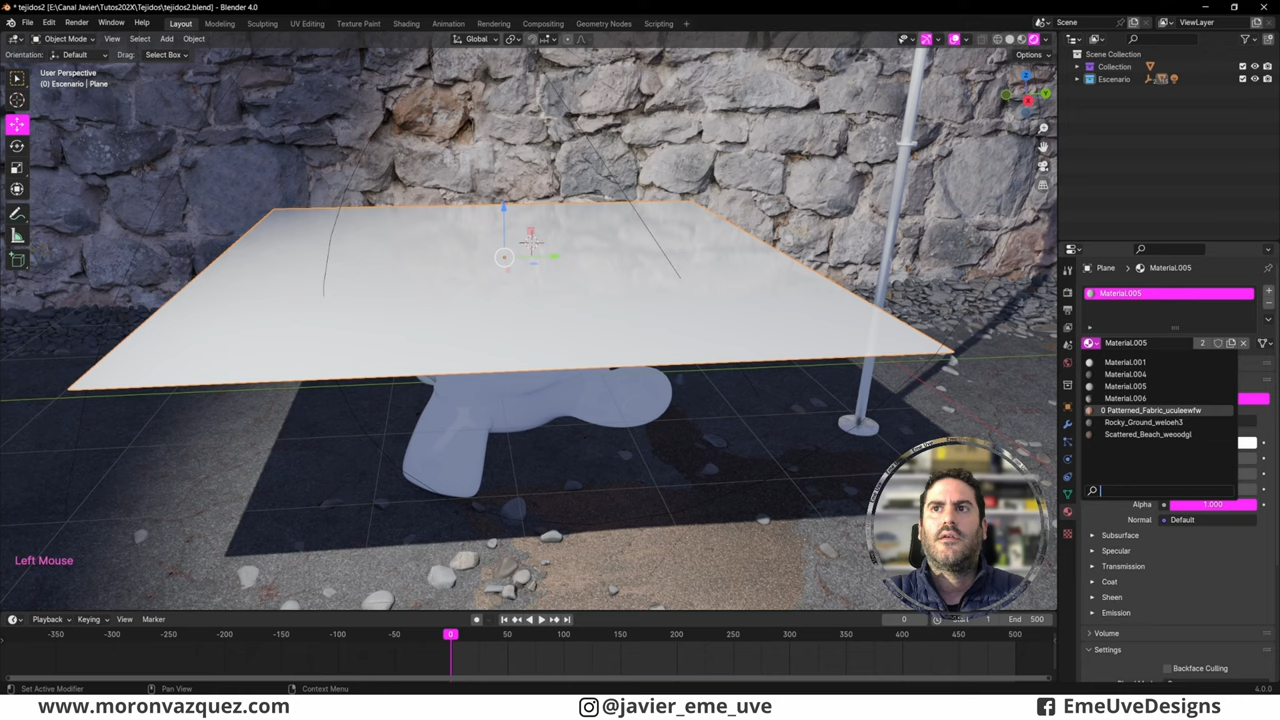 * tejidos2 [E:\Canal Javier\Tutos202X\Tejidos\tejidos2.blend] - Blender 4.0
File Edit Render Window Help Layout Modeling Sculpting UV Editing Texture Paint Shading Animation Rendering Compositing Geometry Nodes Scripting + Scene ViewLayer
Object Mode View Select Add Object Global
Orientation: Default Drag: Select Box Options
User Perspective
(0) Escenario | Plane
Scene Collection
Collection
Escenario
Plane > Material.005
Material.005
Material.005 2
Material.001
Material.004
Material.005
Material.006
0 Patterned_Fabric_uculeewfw
Rocky_Ground_weloeh3
Scattered_Beach_weoodgl
Alpha 1.000
Normal Default
Subsurface
Specular
Transmission
Coat
Sheen
Emission
Volume
Settings
Backface Culling
Left Mouse
Playback Keying View Marker 0 Start 1 End 500
-350 -300 -250 -200 -150 -100 -50 0 50 100 150 200 250 300 350 400 450 500
Set Active Modifier Pan View Context Menu 4.0.0
www.moronvazquez.com @javier_eme_uve EmeUveDesigns